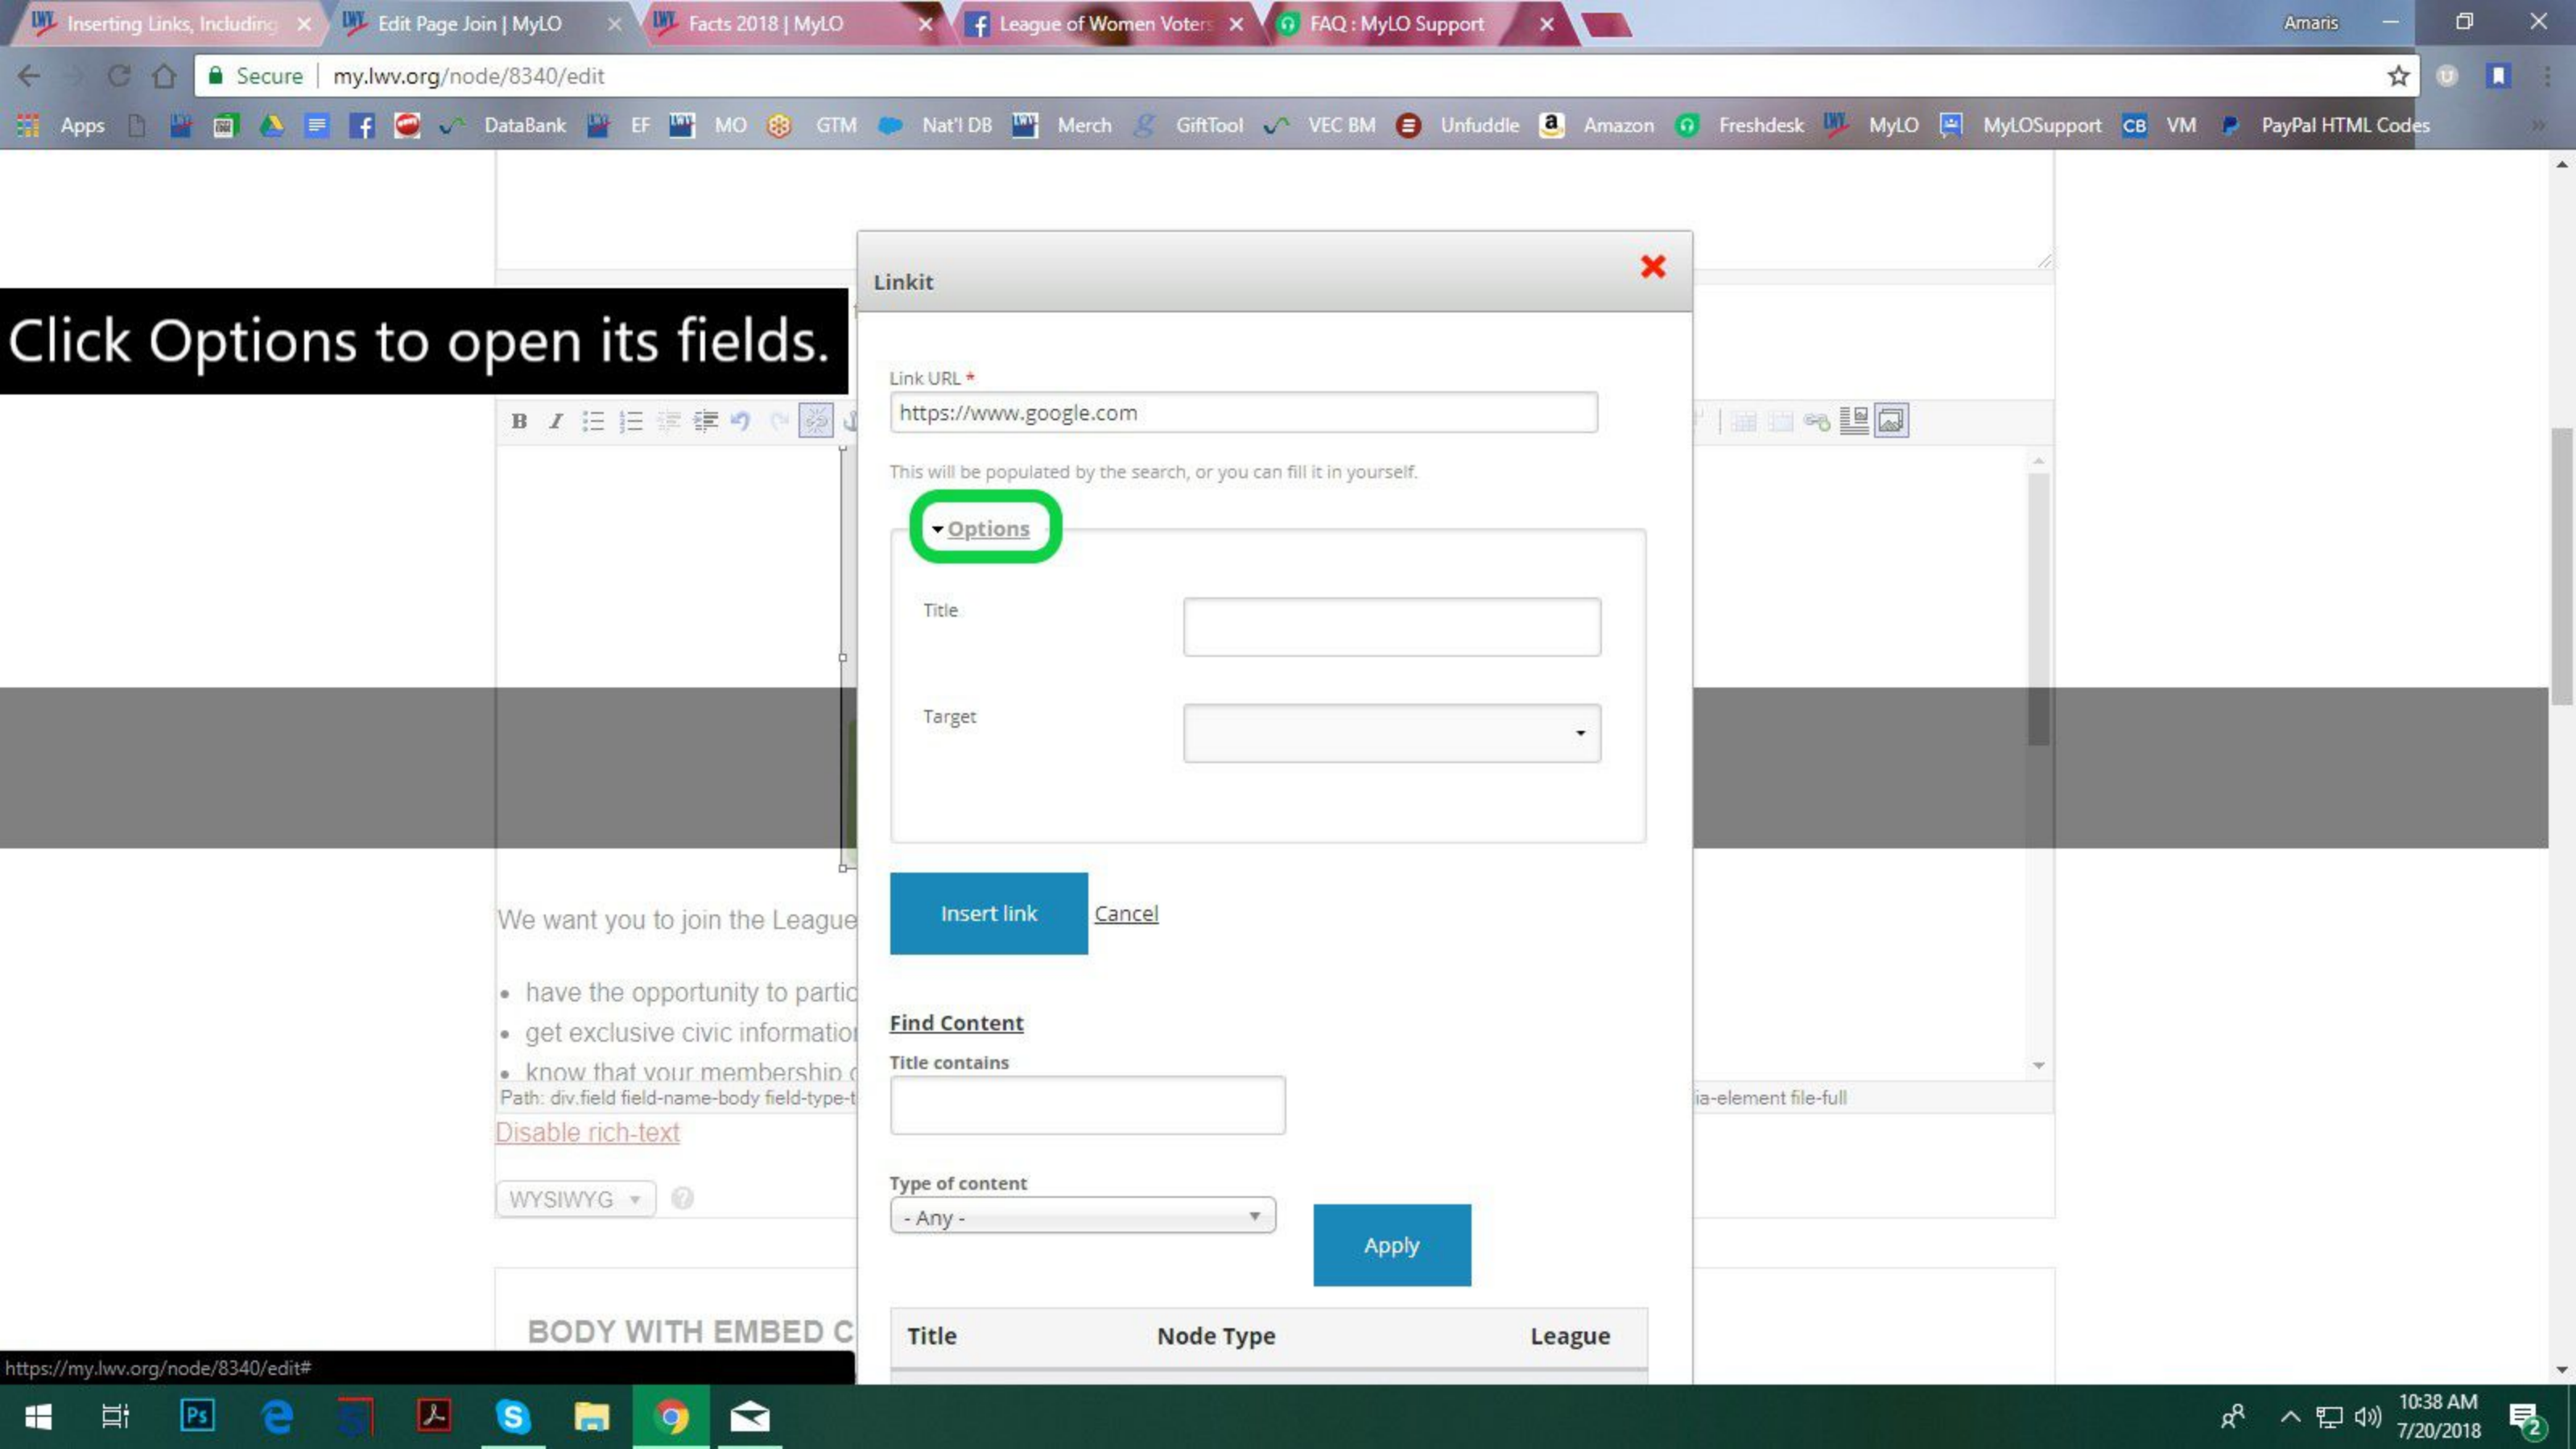 Inserting Links, Including
Edit Page Join | MyLO
Facts 2018 | MyLO
League of Women Voters
FAQ : MyLO Support
Amaris
Secure | my.lwv.org/node/8340/edit
Apps DataBank EF MO GTM Nat'l DB Merch GiftTool VEC BM Unfuddle Amazon Freshdesk MyLO MyLOSupport CB VM PayPal HTML Codes
Linkit
Click Options to open its fields.
Link URL *
https://www.google.com
This will be populated by the search, or you can fill it in yourself.
Options
Title
Target
Insert link Cancel
We want you to join the League
• have the opportunity to partic
• get exclusive civic information
• know that your membership
Path: div.field field-name-body field-type-t
ia-element file-full
Disable rich-text
WYSIWYG
Find Content
Title contains
Type of content
- Any -
Apply
Title Node Type League
BODY WITH EMBED C
https://my.lwv.org/node/8340/edit#
10:38 AM
7/20/2018
2